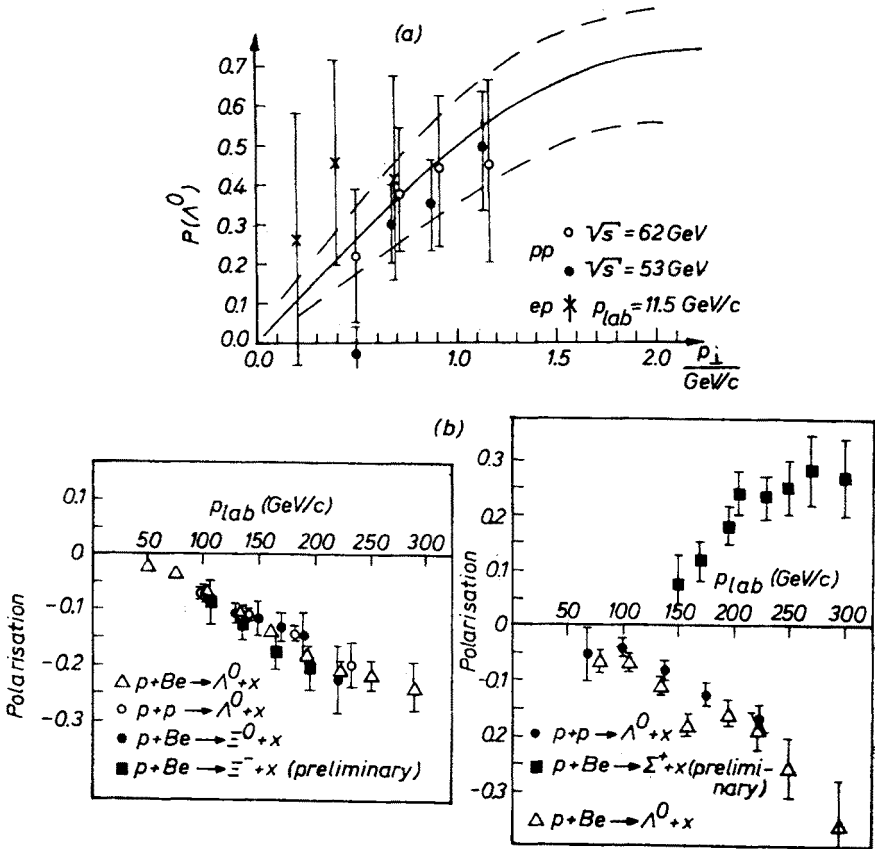 (a)
P(Λ⁰)
0.7
0.6
0.5
0.4
0.3
0.2
0.1
0.0
0.0 0.5 1.0 1.5 2.0 p⊥
GeV/c
pp
○ √s = 62 GeV
● √s = 53 GeV
ep p_lab = 11.5 GeV/c
(b)
Polarisation
p_lab (GeV/c)
0.1
50 100 150 200 250 290
0
-0.1
-0.2
-0.3
△ p+Be → Λ⁰+x
○ p+p → Λ⁰+x
● p+Be → Ξ⁰+x
■ p+Be → Ξ⁻+x (preliminary)
Polarisation
0.3
0.2
0.1
p_lab (GeV/c)
50 100 150 200 250 300
0
-0.1
0.2
-0.3
● p+p → Λ⁰+x
■ p+Be → Σ⁺+x (prelimi-
nary)
△ p+Be → Λ⁰+x